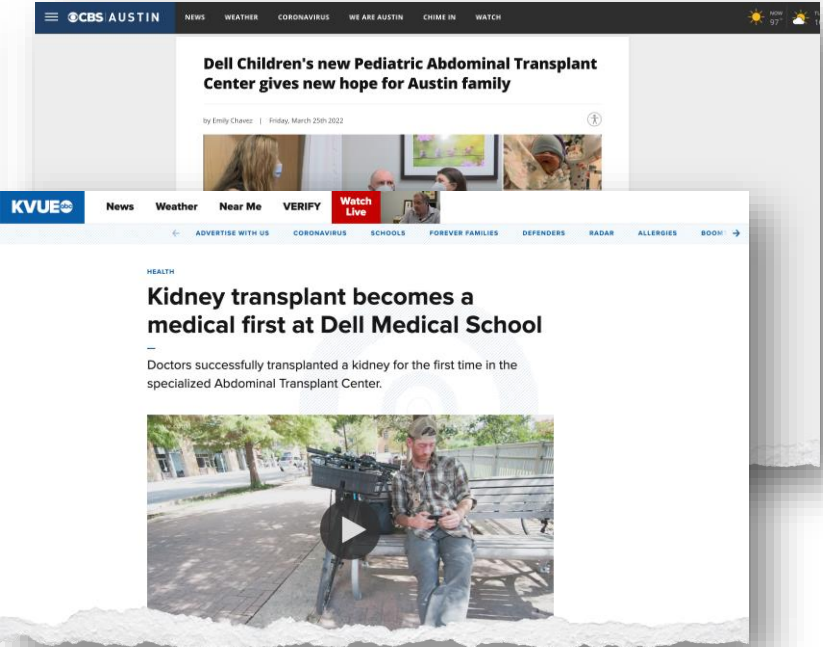 CBS AUSTIN NEWS WEATHER CORONAVIRUS WE ARE AUSTIN CHIME IN WATCH NOW
97°
Dell Children's new Pediatric Abdominal Transplant
Center gives new hope for Austin family
by Emily Chavez | Friday, March 25th 2022
KVUE abc News Weather Near Me VERIFY Watch
Live
← ADVERTISE WITH US CORONAVIRUS SCHOOLS FOREVER FAMILIES DEFENDERS RADAR ALLERGIES →
HEALTH
Kidney transplant becomes a
medical first at Dell Medical School
Doctors successfully transplanted a kidney for the first time in the
specialized Abdominal Transplant Center.